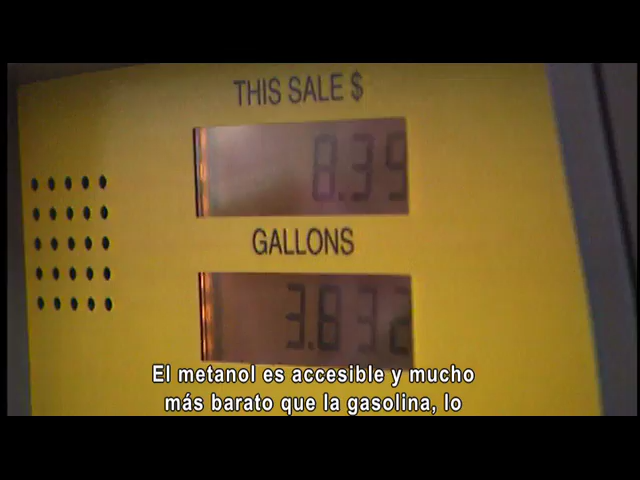 THIS SALE $
8.39
GALLONS
3.832
El metanol es accesible y mucho
más barato que la gasolina, lo